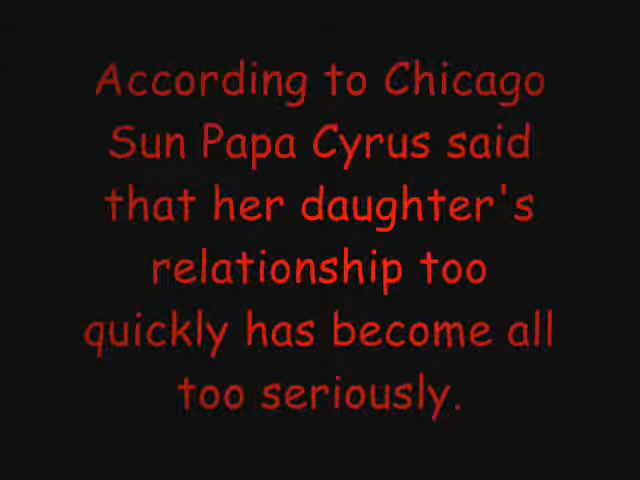 According to Chicago
Sun Papa Cyrus said
that her daughter's
relationship too
quickly has become all
too seriously.